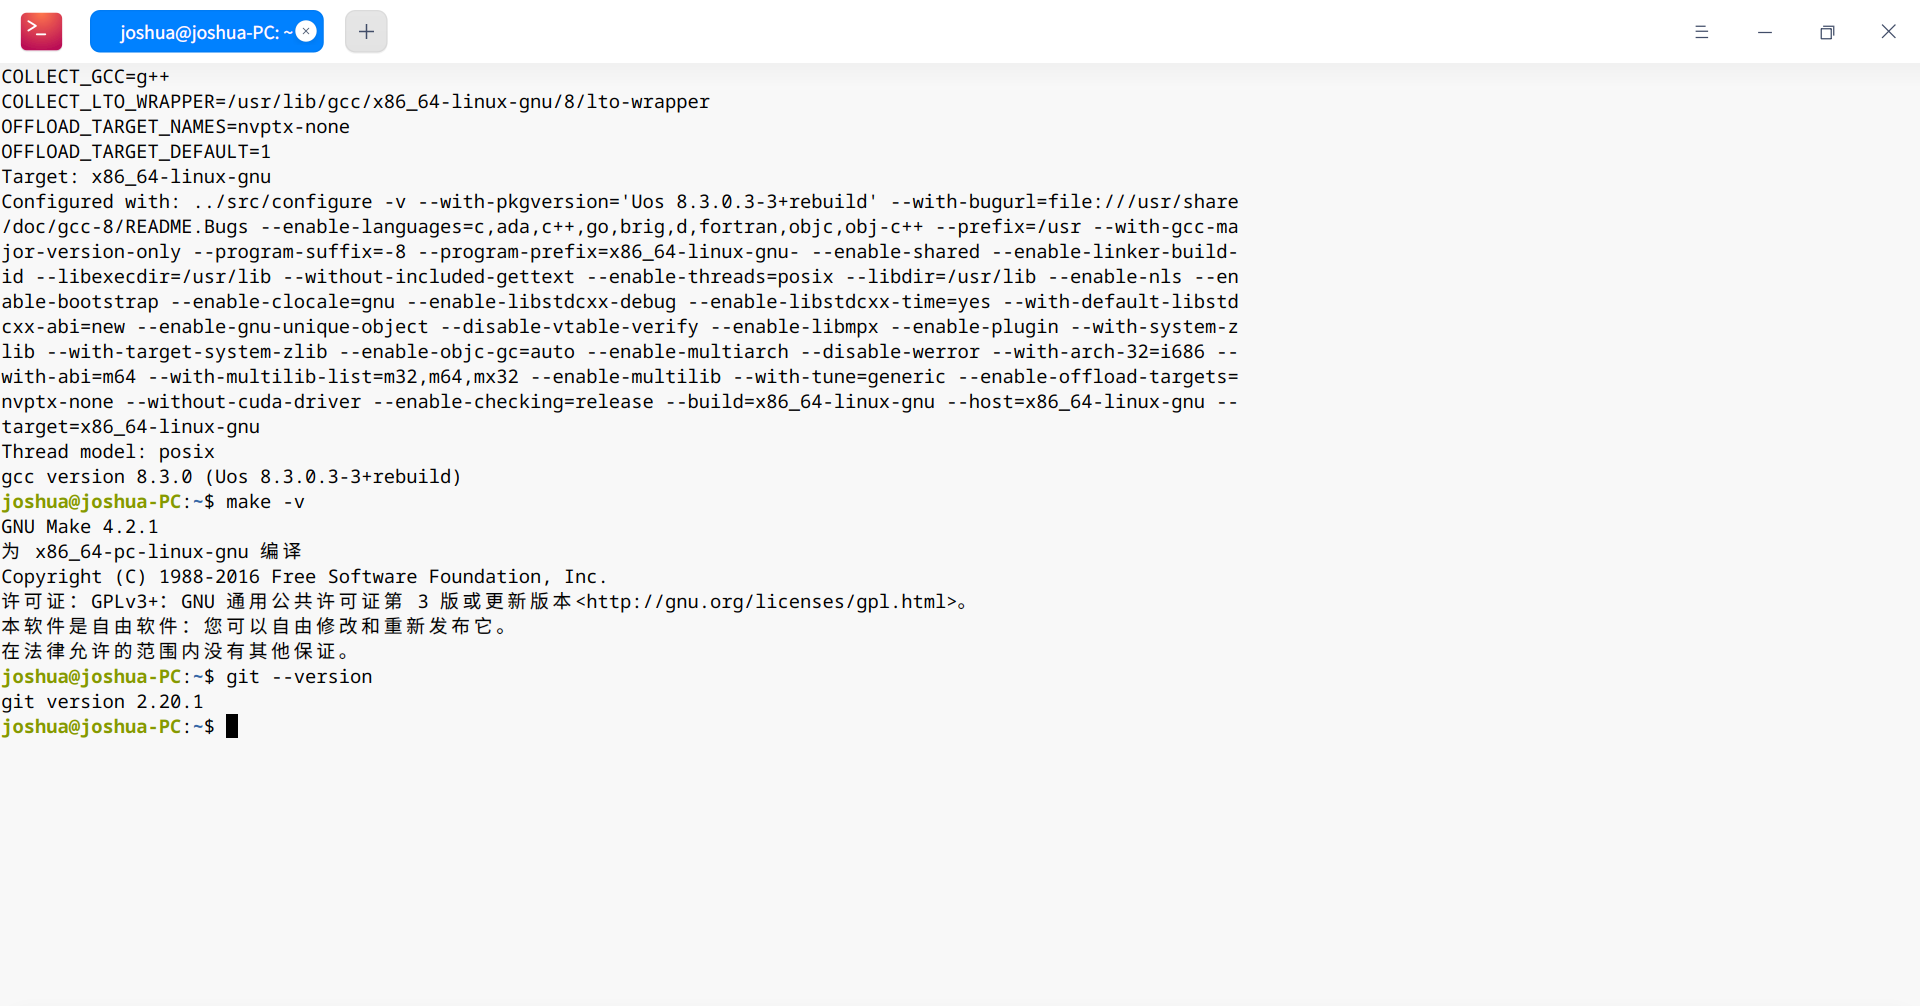 joshua@joshua-PC: ~
COLLECT_GCC=g++
COLLECT_LTO_WRAPPER=/usr/lib/gcc/x86_64-linux-gnu/8/lto-wrapper
OFFLOAD_TARGET_NAMES=nvptx-none
OFFLOAD_TARGET_DEFAULT=1
Target: x86_64-linux-gnu
Configured with: ../src/configure -v --with-pkgversion='Uos 8.3.0.3-3+rebuild' --with-bugurl=file:///usr/share
/doc/gcc-8/README.Bugs --enable-languages=c,ada,c++,go,brig,d,fortran,objc,obj-c++ --prefix=/usr --with-gcc-ma
jor-version-only --program-suffix=-8 --program-prefix=x86_64-linux-gnu- --enable-shared --enable-linker-build-
id --libexecdir=/usr/lib --without-included-gettext --enable-threads=posix --libdir=/usr/lib --enable-nls --en
able-bootstrap --enable-clocale=gnu --enable-libstdcxx-debug --enable-libstdcxx-time=yes --with-default-libstd
cxx-abi=new --enable-gnu-unique-object --disable-vtable-verify --enable-libmpx --enable-plugin --with-system-z
lib --with-target-system-zlib --enable-objc-gc=auto --enable-multiarch --disable-werror --with-arch-32=i686 --
with-abi=m64 --with-multilib-list=m32,m64,mx32 --enable-multilib --with-tune=generic --enable-offload-targets=
nvptx-none --without-cuda-driver --enable-checking=release --build=x86_64-linux-gnu --host=x86_64-linux-gnu --
target=x86_64-linux-gnu
Thread model: posix
gcc version 8.3.0 (Uos 8.3.0.3-3+rebuild)
joshua@joshua-PC:~$ make -v
GNU Make 4.2.1
为 x86_64-pc-linux-gnu 编译
Copyright (C) 1988-2016 Free Software Foundation, Inc.
许可证：GPLv3+：GNU 通用公共许可证第 3 版或更新版本<http://gnu.org/licenses/gpl.html>。
本软件是自由软件：您可以自由修改和重新发布它。
在法律允许的范围内没有其他保证。
joshua@joshua-PC:~$ git --version
git version 2.20.1
joshua@joshua-PC:~$